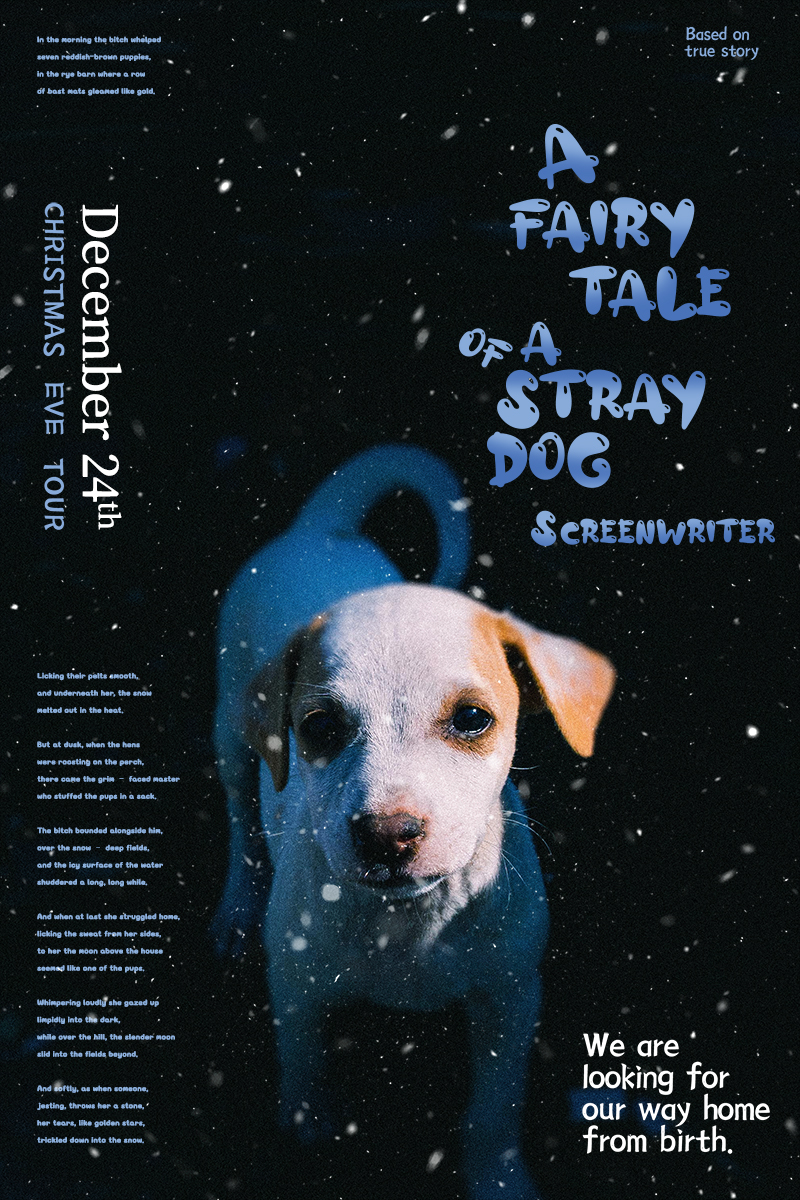 In the morning the bitch whelped
seven reddish-brown puppies,
in the rye barn where a row
of bast mats gleamed like gold.
Based on
true story
A
FAIRY
TALE
OF A
STRAY
DOG
SCREENWRITER
December 24th
CHRISTMAS EVE TOUR
Licking their pelts smooth,
and underneath her, the snow
melted out in the heat.
But at dusk, when the hens
were roosting on the perch,
there came the grim – faced master
who stuffed the pups in a sack.
The bitch bounded alongside him,
over the snow – deep fields,
and the icy surface of the water
shuddered a long, long while.
And when at last she struggled home,
licking the sweat from her sides,
to her the moon above the house
seemed like one of the pups.
Whimpering loudly she gazed up
limpidly into the dark,
while over the hill, the slender moon
slid into the fields beyond.
And softly, as when someone,
jesting, throws her a stone,
her tears, like golden stars,
trickled down into the snow.
We are
looking for
our way home
from birth.